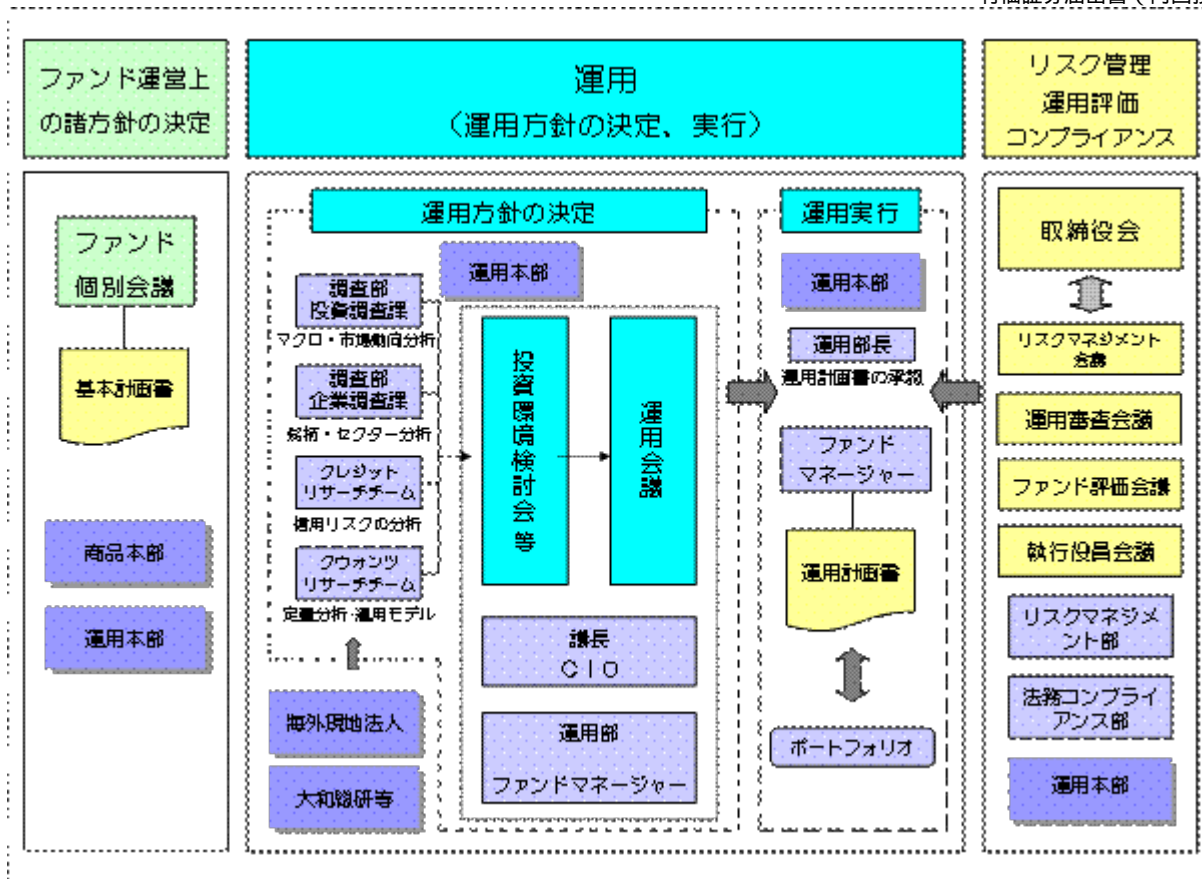 ファンド運営上
の諸方針の決定
運用
(運用方針の決定、実行)
リスク管理
運用評価
コンプライアンス
ファンド
個別会議
基本計画書
商品本部
運用本部
運用方針の決定
運用本部
調査部
投資調査課
マクロ・市場動向分析
調査部
企業調査課
銘柄・セクター分析
クレジット
リサーチチーム
信用リスクの分析
クウォンツ
リサーチチーム
定量分析・運用モデル
海外現地法人
大和総研等
投資環境検討会等
運用会議
議長
CIO
運用部
ファンドマネージャー
運用実行
運用本部
運用部長
運用計画書の承認
ファンド
マネージャー
運用計画書
ポートフォリオ
取締役会
リスクマネジメント
会議
運用審査会議
ファンド評価会議
執行役員会議
リスクマネジメ
ント部
法務コンプライ
アンス部
運用本部